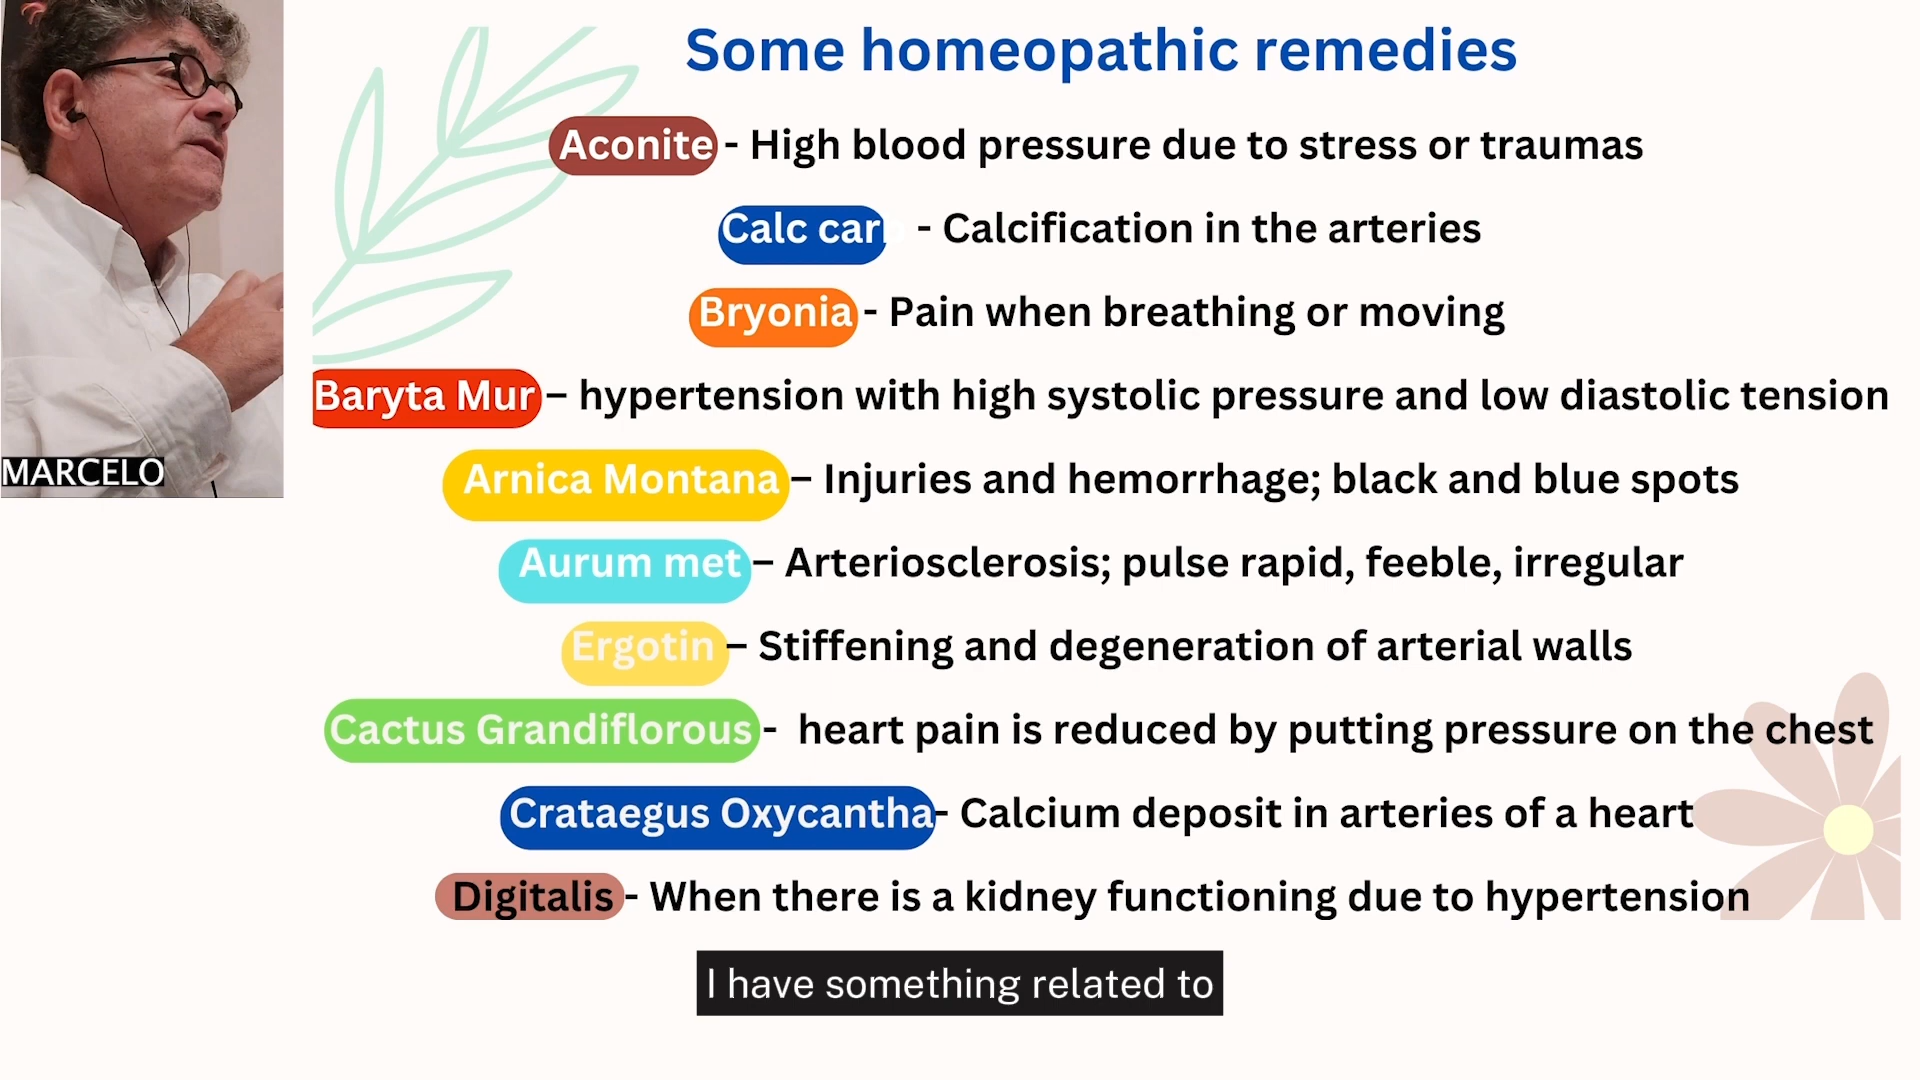 Some homeopathic remedies
Aconite - High blood pressure due to stress or traumas
Calc carb - Calcification in the arteries
Bryonia - Pain when breathing or moving
Baryta Mur – hypertension with high systolic pressure and low diastolic tension
Arnica Montana – Injuries and hemorrhage; black and blue spots
Aurum met – Arteriosclerosis; pulse rapid, feeble, irregular
Ergotin – Stiffening and degeneration of arterial walls
Cactus Grandiflorous - heart pain is reduced by putting pressure on the chest
Crataegus Oxycantha- Calcium deposit in arteries of a heart
Digitalis - When there is a kidney functioning due to hypertension
MARCELO
I have something related to